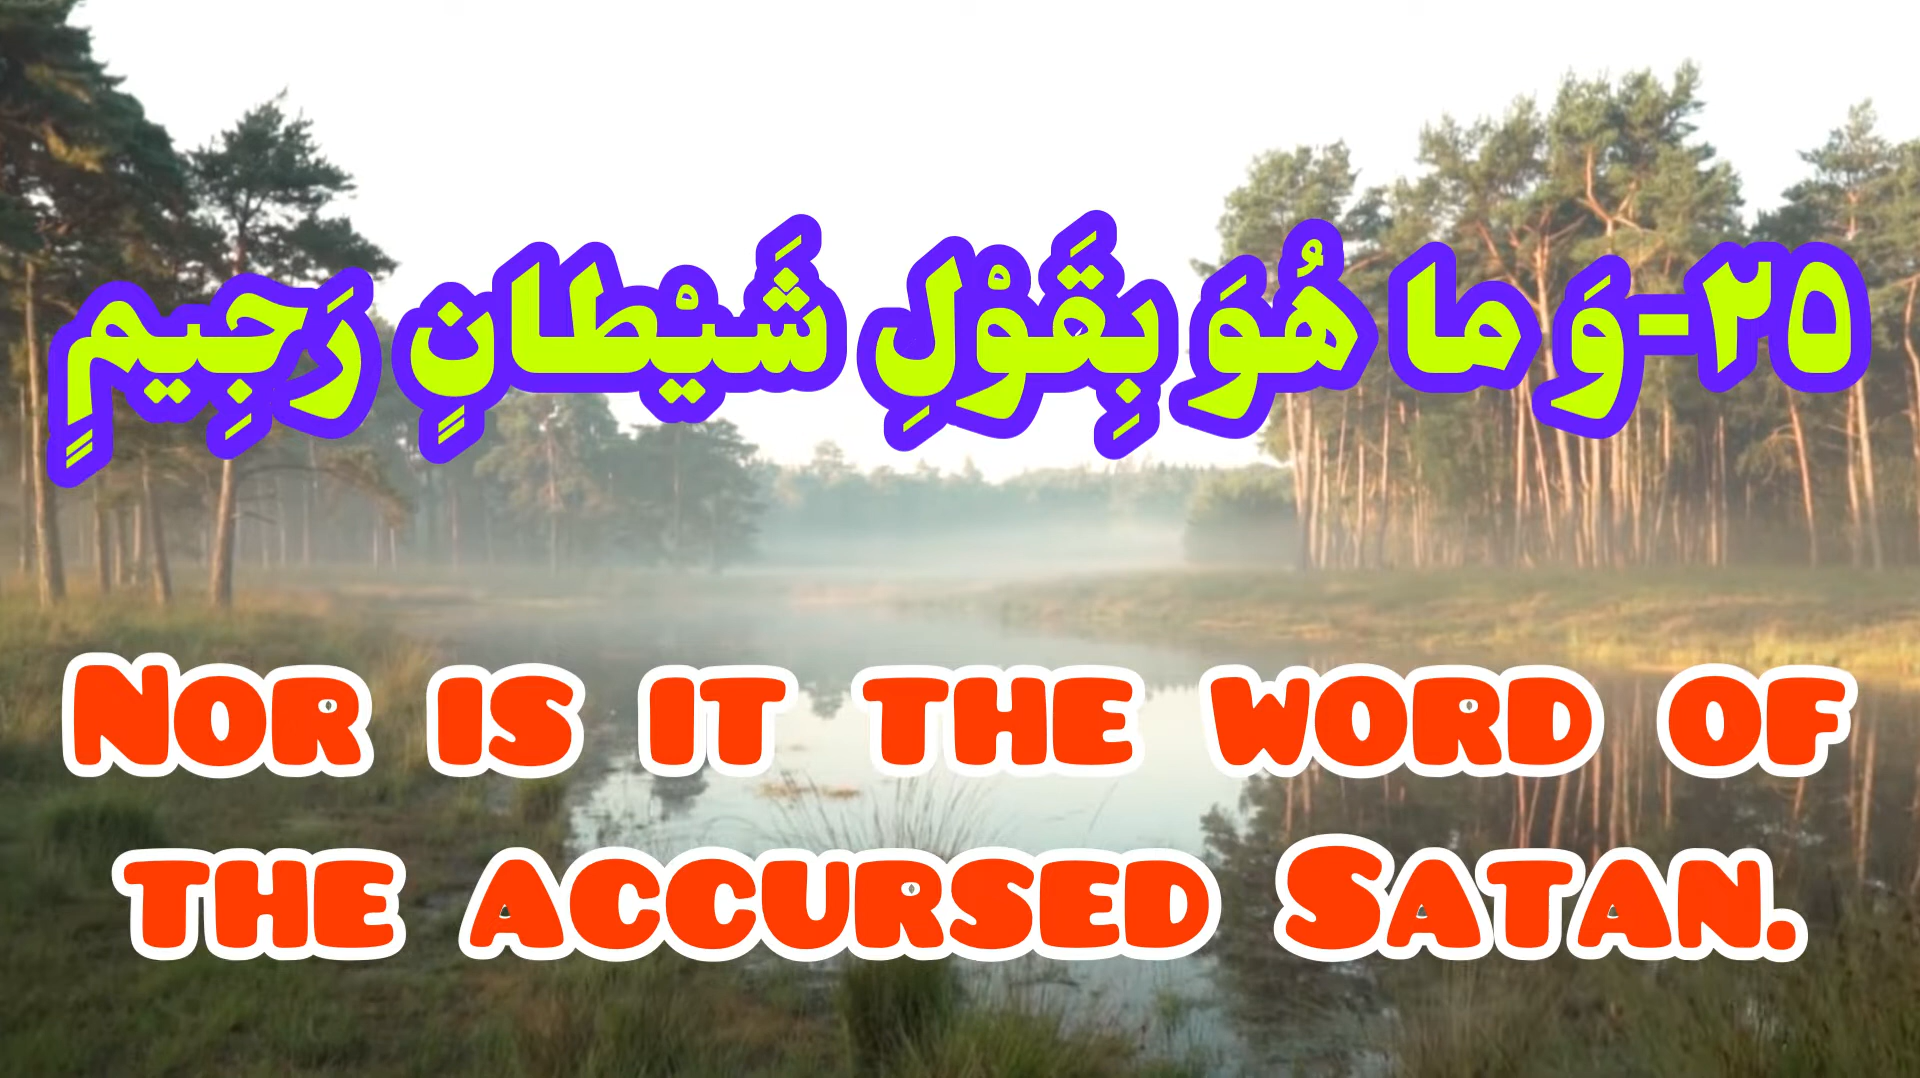 ٢٥-وَ ما هُوَ بِقَوْلِ شَيْطانٍ رَجِيمٍ
Nor is it the word of
the accursed Satan.